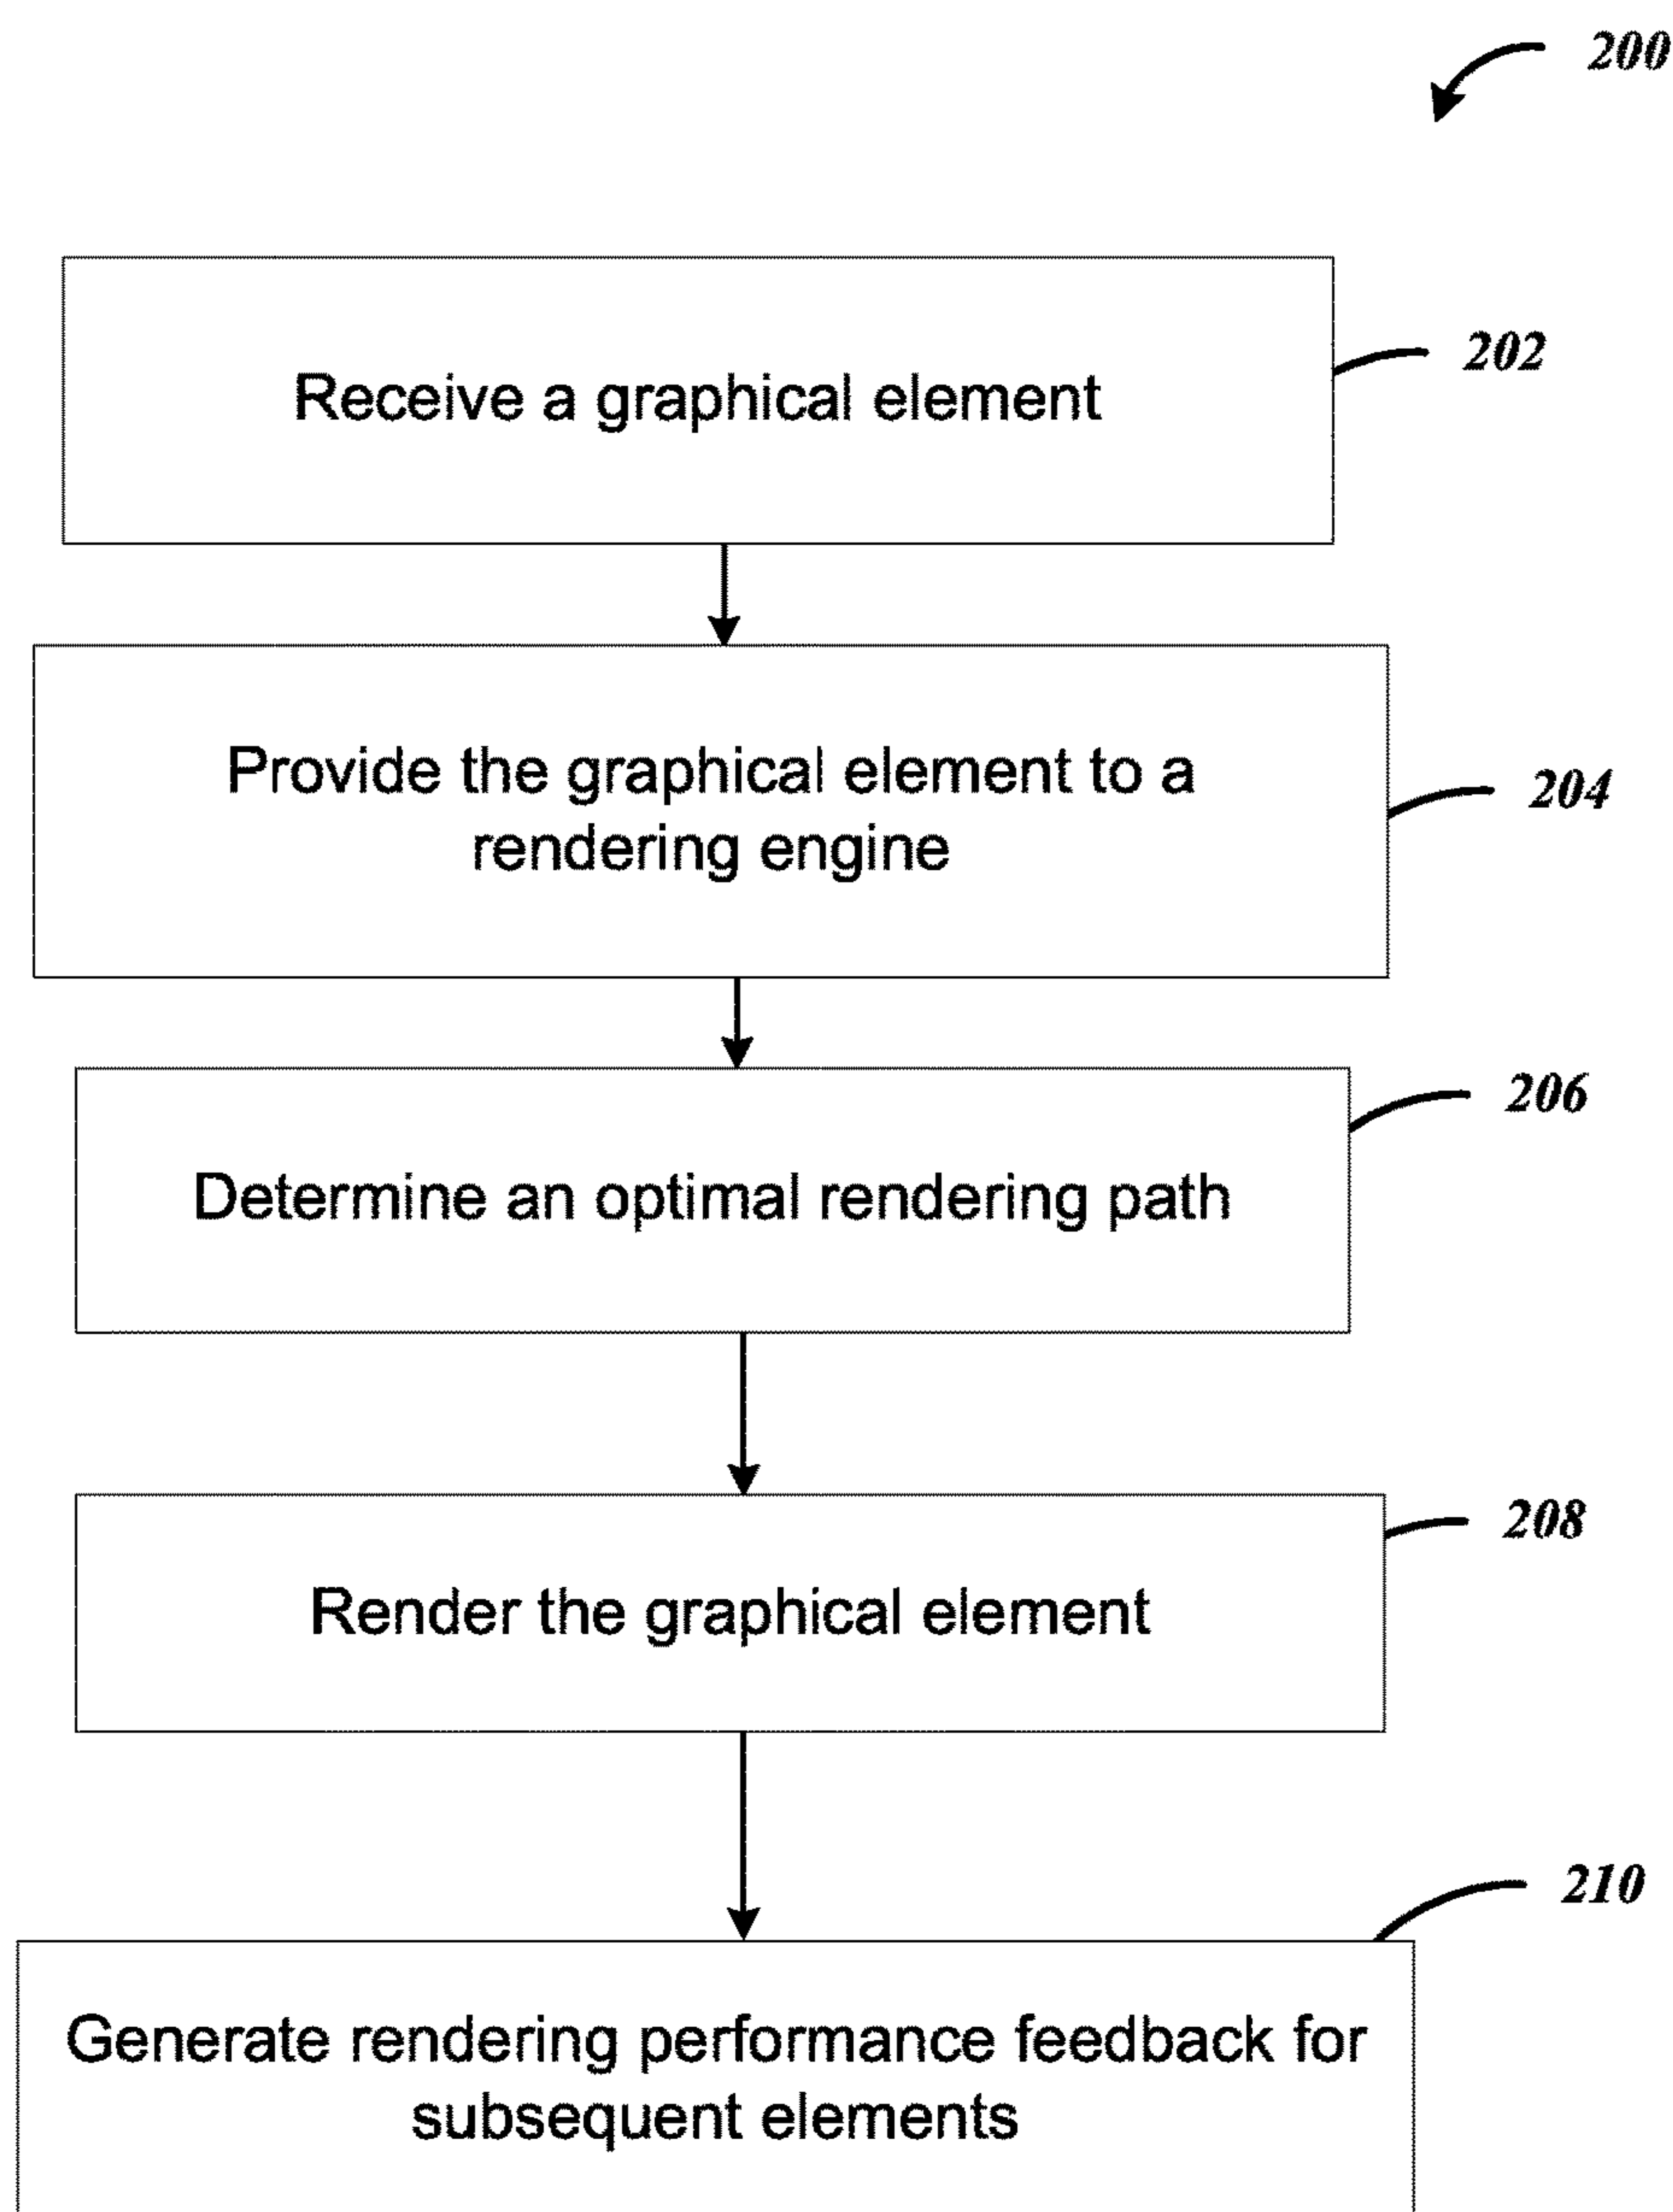 200
Receive a graphical element
202
Provide the graphical element to a
rendering engine
204
206
Determine an optimal rendering path
208
Render the graphical element
210
Generate rendering performance feedback for
subsequent elements